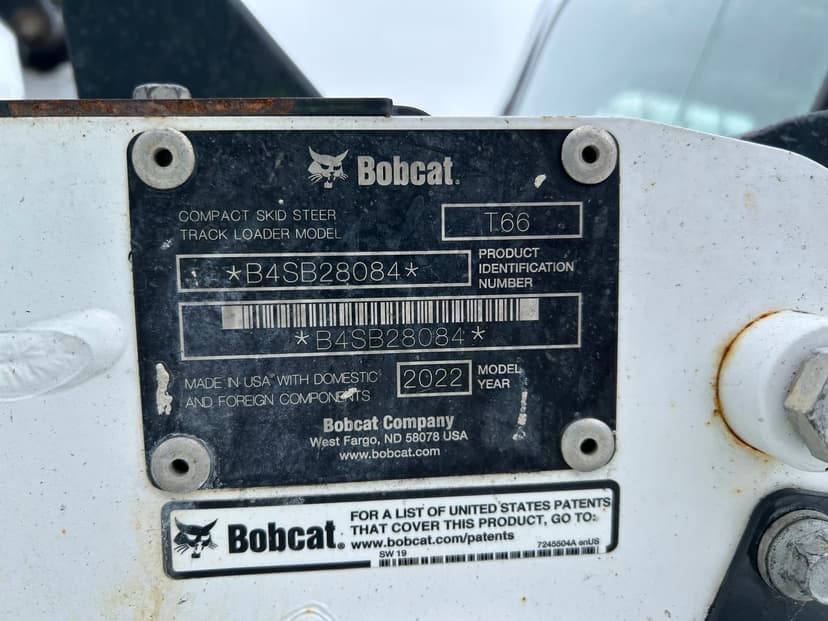 Bobcat.
COMPACT SKID STEER
TRACK LOADER MODEL
T66
*B4SB28084*
PRODUCT
IDENTIFICATION
NUMBER
*B4SB28084*
MADE IN USA WITH DOMESTIC
AND FOREIGN COMPONENTS
2022
MODEL
YEAR
Bobcat Company
West Fargo, ND 58078 USA
www.bobcat.com
Bobcat.
FOR A LIST OF UNITED STATES PATENTS
THAT COVER THIS PRODUCT, GO TO:
www.bobcat.com/patents
7245504A enUS
SW 19